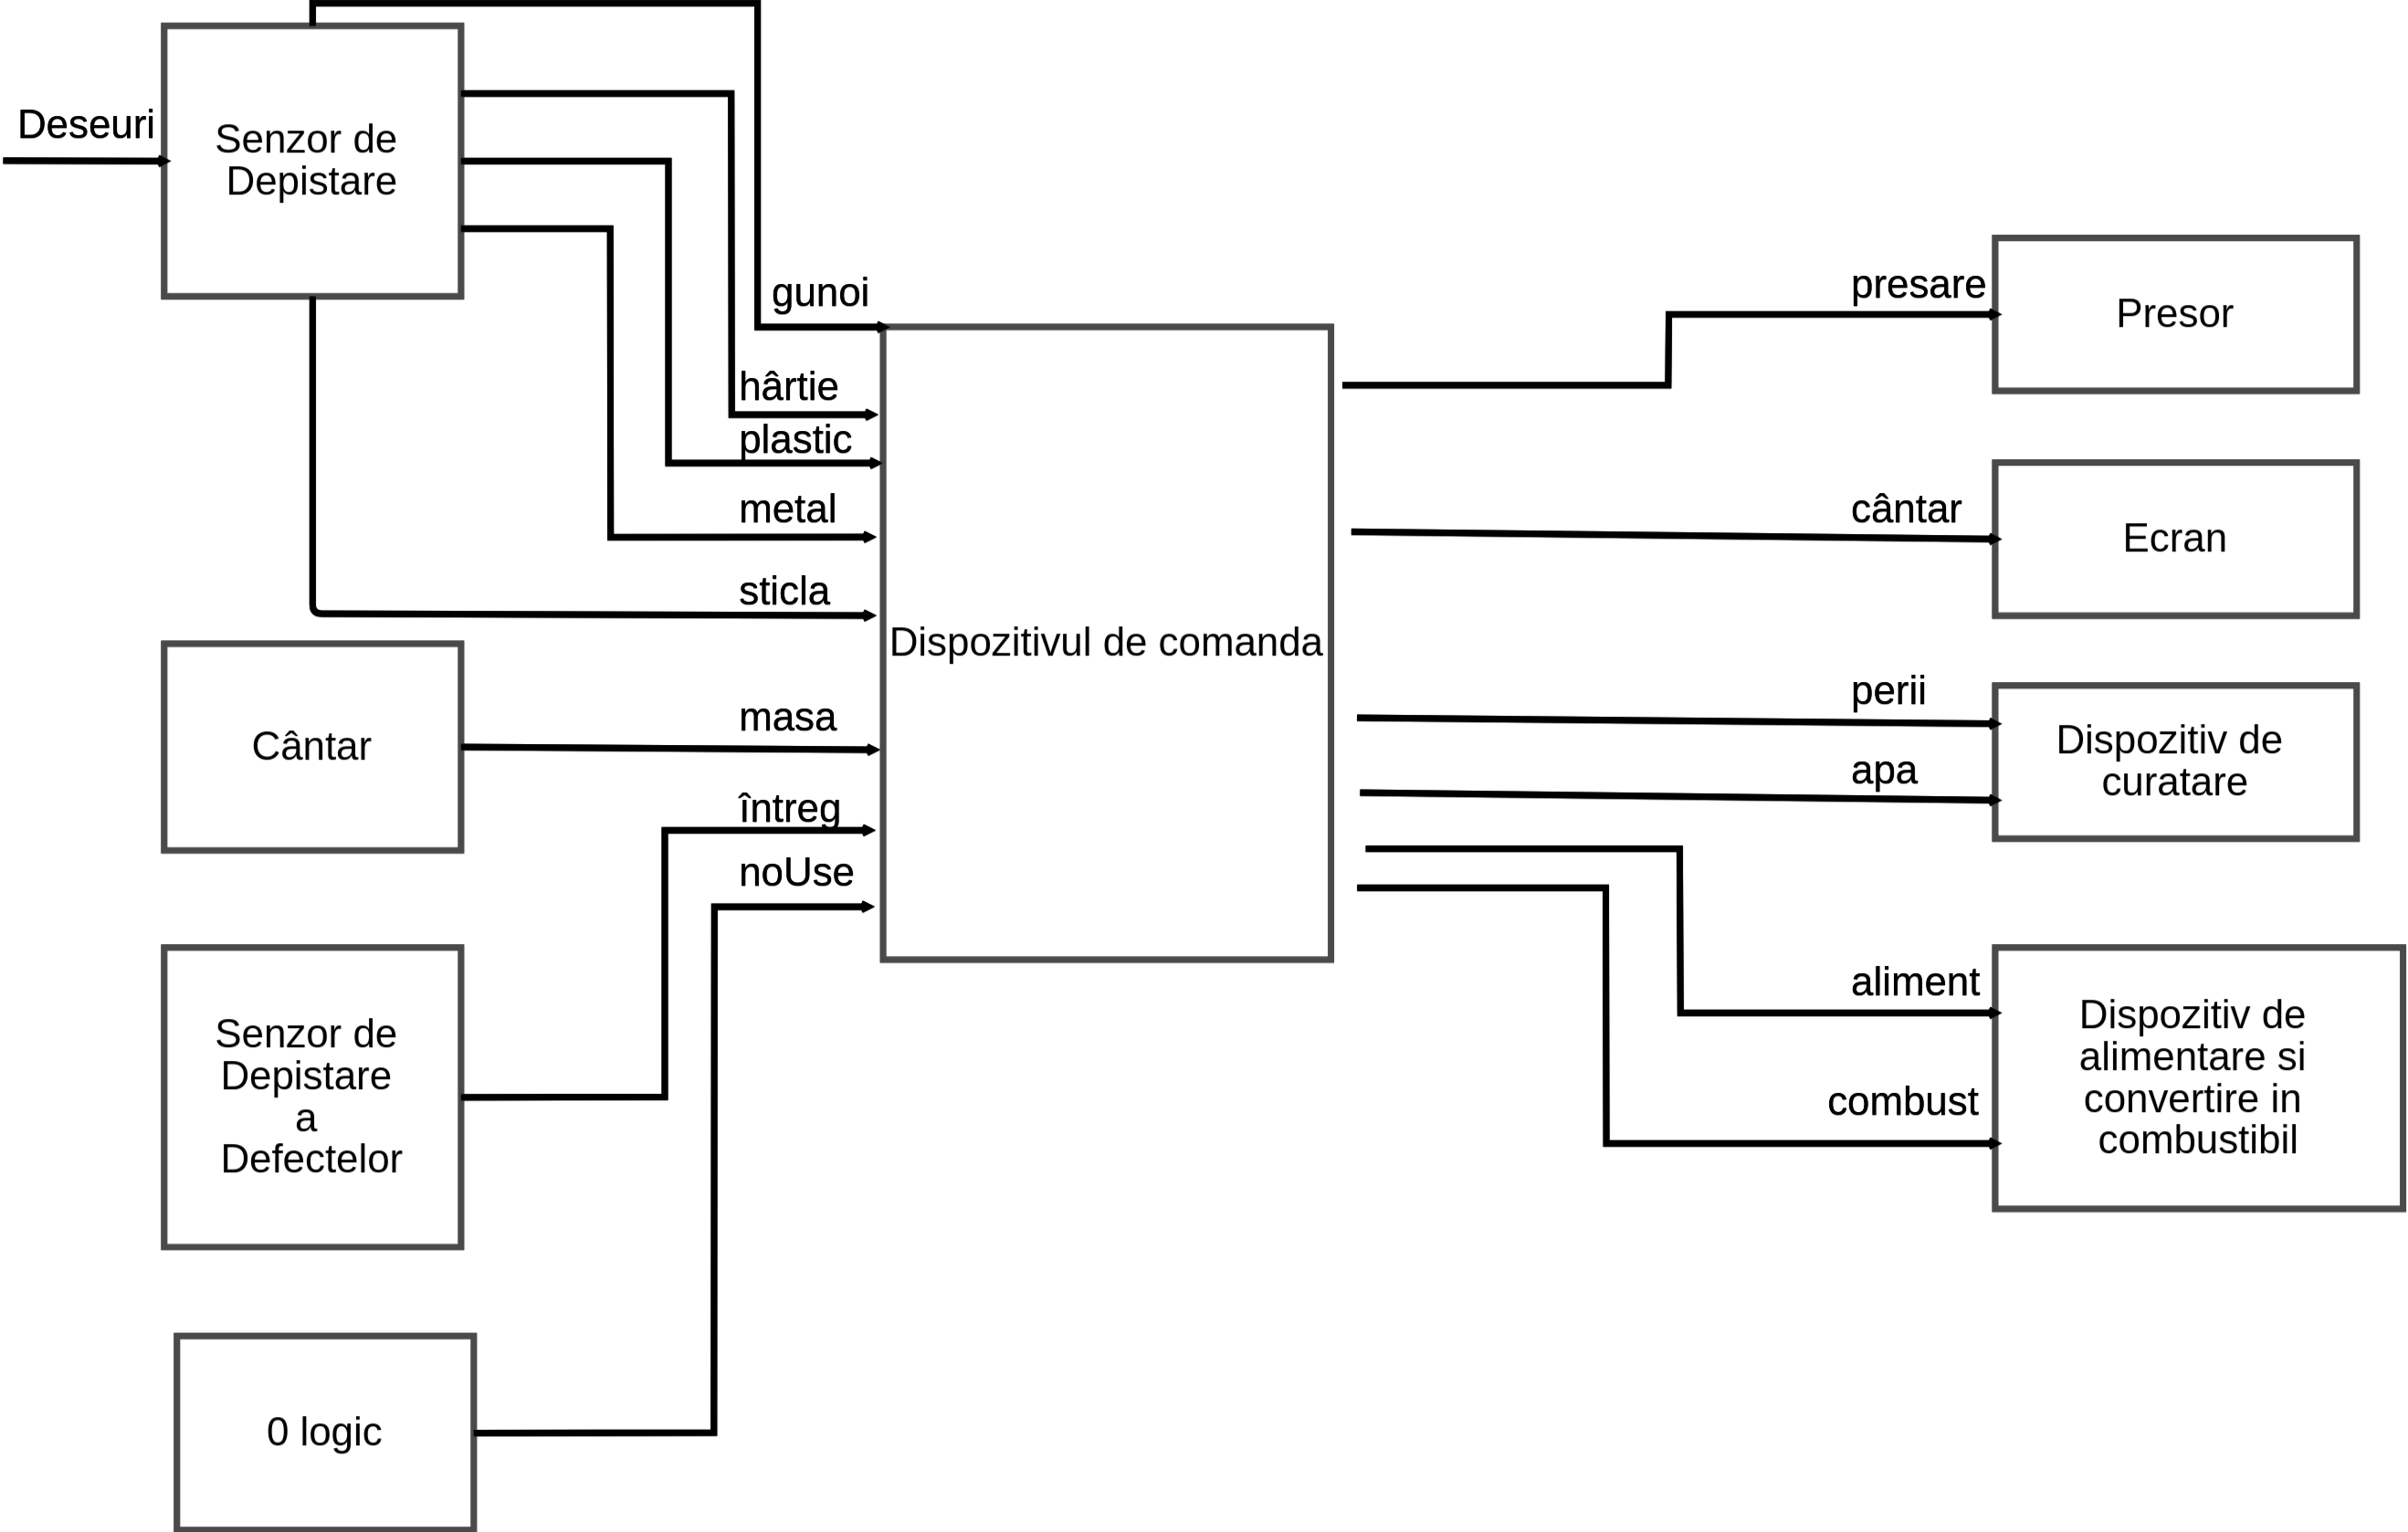 Deseuri
Senzor de
Depistare
gunoi
hârtie
plastic
metal
sticla
Cântar
masa
întreg
noUse
Senzor de
Depistare
a
Defectelor
0 logic
Dispozitivul de comanda
presare
Presor
cântar
Ecran
perii
apa
Dispozitiv de
curatare
aliment
combust
Dispozitiv de
alimentare si
convertire in
combustibil